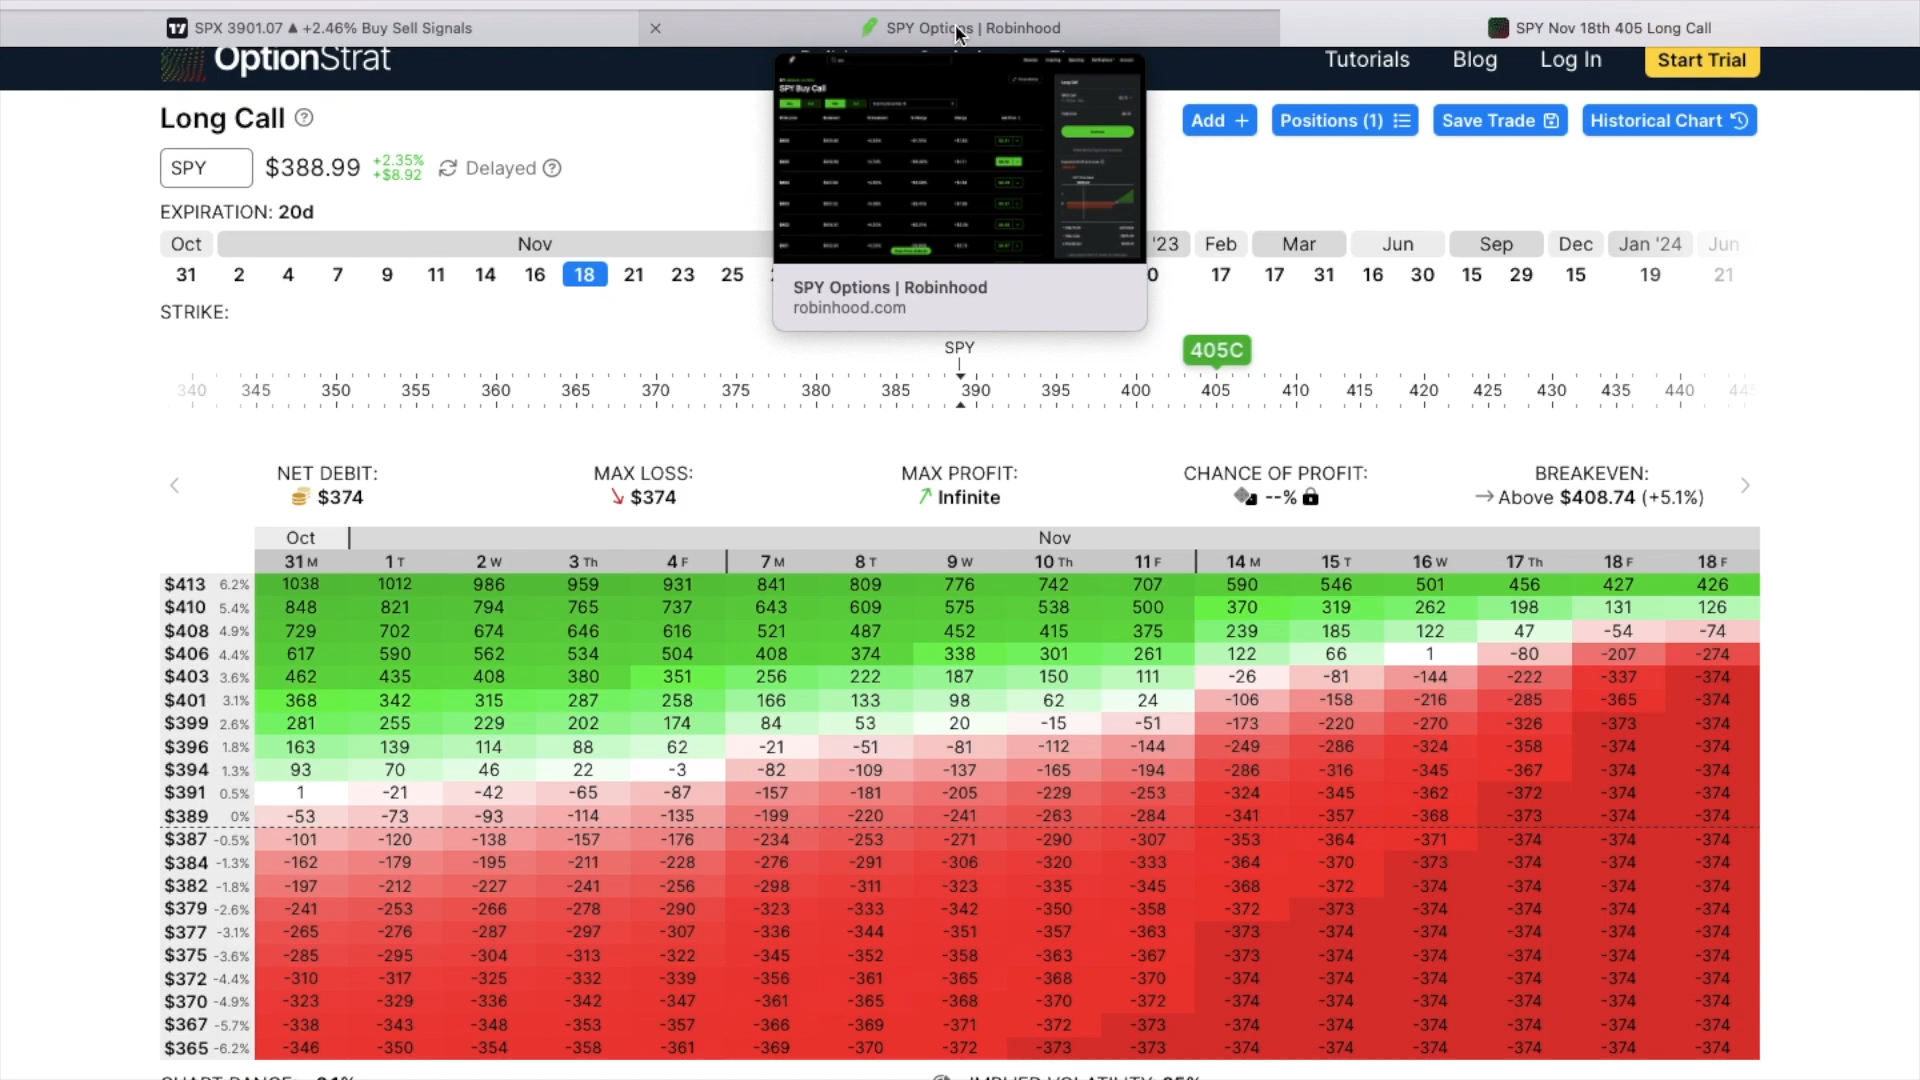 SPX 3901.07 ▲ +2.46% Buy Sell Signals
SPY Options | Robinhood
SPY Nov 18th 405 Long Call
OptionStrat
Tutorials Blog Log In Start Trial
Long Call
Add +
Positions (1)
Save Trade
Historical Chart
SPY $388.99 +2.35% +$8.92 Delayed
SPY Buy Call
SPY Options | Robinhood
robinhood.com
EXPIRATION: 20d
Oct Nov '23 Feb Mar Jun Sep Dec Jan '24 Jun
31 2 4 7 9 11 14 16 18 21 23 25 17 17 31 16 30 15 29 15 19 21
STRIKE:
SPY
405C
340 345 350 355 360 365 370 375 380 385 390 395 400 405 410 415 420 425 430 435 440
NET DEBIT: MAX LOSS: MAX PROFIT: CHANCE OF PROFIT: BREAKEVEN:
$374 $374 Infinite --% Above $408.74 (+5.1%)
Oct Nov
31 M 1 T 2 W 3 Th 4 F 7 M 8 T 9 W 10 Th 11 F 14 M 15 T 16 W 17 Th 18 F 18 F
$413 6.2% 1038 1012 986 959 931 841 809 776 742 707 590 546 501 456 427 426
$410 5.4% 848 821 794 765 737 643 609 575 538 500 370 319 262 198 131 126
$408 4.9% 729 702 674 646 616 521 487 452 415 375 239 185 122 47 -54 -74
$406 4.4% 617 590 562 534 504 408 374 338 301 261 122 66 1 -80 -207 -274
$403 3.6% 462 435 408 380 351 256 222 187 150 111 -26 -81 -144 -222 -337 -374
$401 3.1% 368 342 315 287 258 166 133 98 62 24 -106 -158 -216 -285 -365 -374
$399 2.6% 281 255 229 202 174 84 53 20 -15 -51 -173 -220 -270 -326 -373 -374
$396 1.8% 163 139 114 88 62 -21 -51 -81 -112 -144 -249 -286 -324 -358 -374 -374
$394 1.3% 93 70 46 22 -3 -82 -109 -137 -165 -194 -286 -316 -345 -367 -374 -374
$391 0.5% 1 -21 -42 -65 -87 -157 -181 -205 -229 -253 -324 -345 -362 -372 -374 -374
$389 0% -53 -73 -93 -114 -135 -199 -220 -241 -263 -284 -341 -357 -368 -373 -374 -374
$387 -0.5% -101 -120 -138 -157 -176 -234 -253 -271 -290 -307 -353 -364 -371 -374 -374 -374
$384 -1.3% -162 -179 -195 -211 -228 -276 -291 -306 -320 -333 -364 -370 -373 -374 -374 -374
$382 -1.8% -197 -212 -227 -241 -256 -298 -311 -323 -335 -345 -368 -372 -374 -374 -374 -374
$379 -2.6% -241 -253 -266 -278 -290 -323 -333 -342 -350 -358 -372 -373 -374 -374 -374 -374
$377 -3.1% -265 -276 -287 -297 -307 -336 -344 -351 -357 -363 -373 -374 -374 -374 -374 -374
$375 -3.6% -285 -295 -304 -313 -322 -345 -352 -358 -363 -367 -373 -374 -374 -374 -374 -374
$372 -4.4% -310 -317 -325 -332 -339 -356 -361 -365 -368 -370 -374 -374 -374 -374 -374 -374
$370 -4.9% -323 -329 -336 -342 -347 -361 -365 -368 -370 -372 -374 -374 -374 -374 -374 -374
$367 -5.7% -338 -343 -348 -353 -357 -366 -369 -371 -372 -373 -374 -374 -374 -374 -374 -374
$365 -6.2% -346 -350 -354 -358 -361 -369 -370 -372 -373 -373 -374 -374 -374 -374 -374 -374